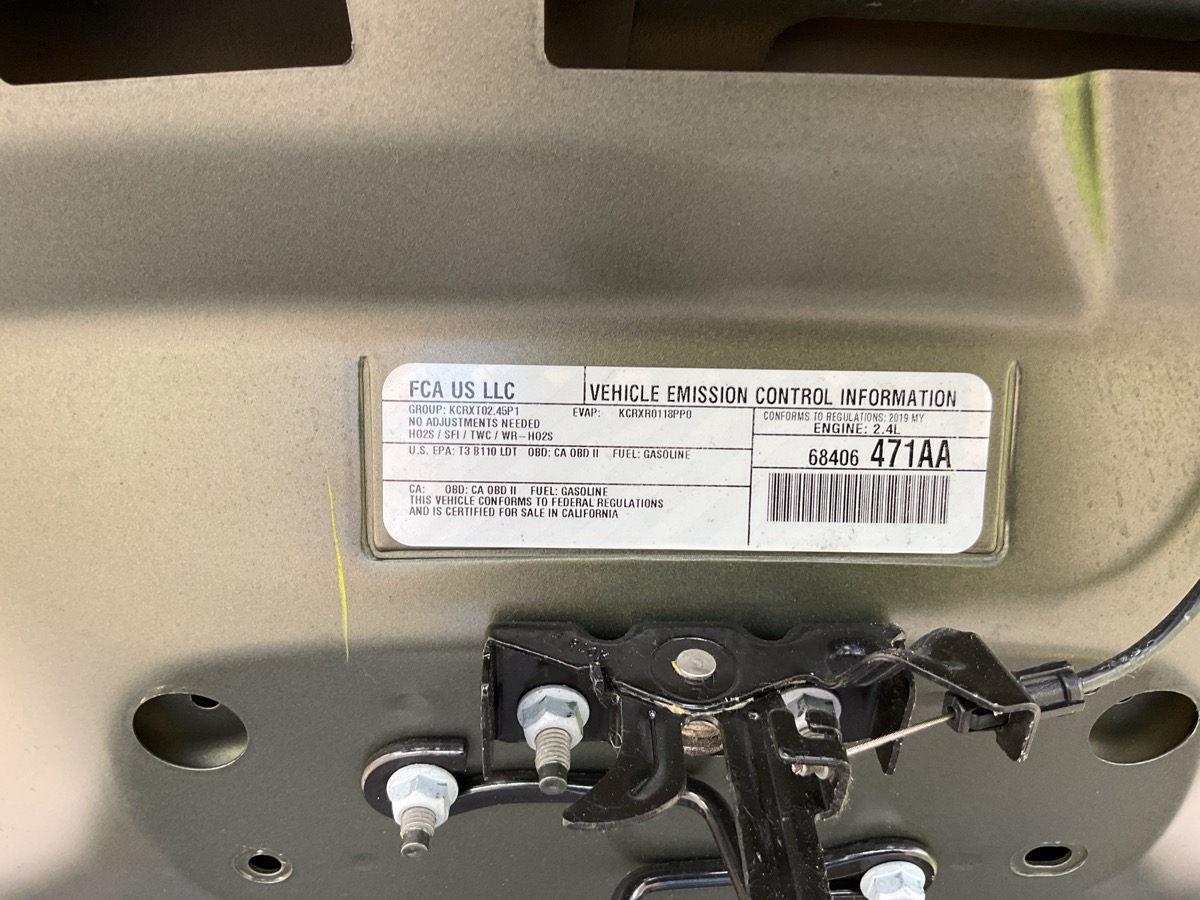 FCA US LLC
VEHICLE EMISSION CONTROL INFORMATION
GROUP: KCRXT02.45P1 EVAP: KCRXR0118PP0
NO ADJUSTMENTS NEEDED
HO2S / SFI / TWC / WR-HO2S
U.S. EPA: T3 B110 LDT OBD: CA OBD II FUEL: GASOLINE
CA: OBD: CA OBD II FUEL: GASOLINE
THIS VEHICLE CONFORMS TO FEDERAL REGULATIONS
AND IS CERTIFIED FOR SALE IN CALIFORNIA
CONFORMS TO REGULATIONS: 2019 MY
ENGINE: 2.4L
68406 471AA